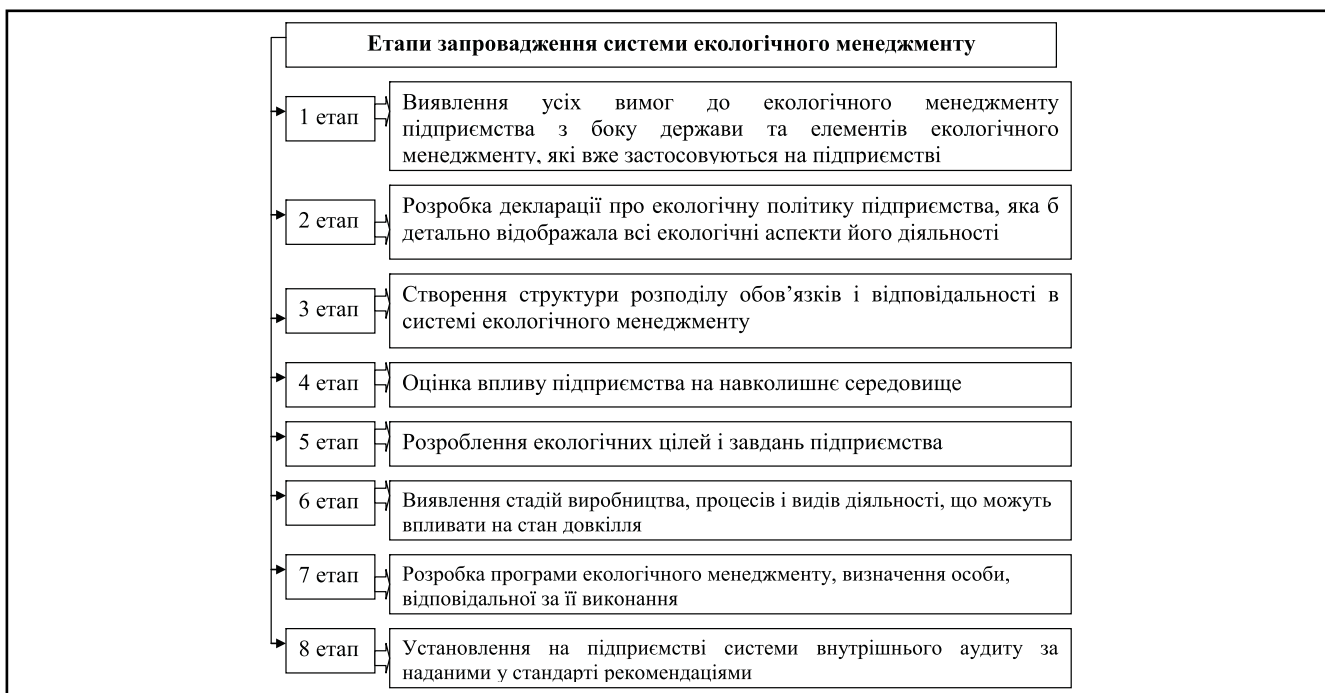 Етапи запровадження системи екологічного менеджменту
1 етап
Виявлення усіх вимог до екологічного менеджменту
підприємства з боку держави та елементів екологічного
менеджменту, які вже застосовуються на підприємстві
2 етап
Розробка декларації про екологічну політику підприємства, яка б
детально відображала всі екологічні аспекти його діяльності
3 етап
Створення структури розподілу обов’язків і відповідальності в
системі екологічного менеджменту
4 етап
Оцінка впливу підприємства на навколишнє середовище
5 етап
Розроблення екологічних цілей і завдань підприємства
6 етап
Виявлення стадій виробництва, процесів і видів діяльності, що можуть
впливати на стан довкілля
7 етап
Розробка програми екологічного менеджменту, визначення особи,
відповідальної за її виконання
8 етап
Установлення на підприємстві системи внутрішнього аудиту за
наданими у стандарті рекомендаціями